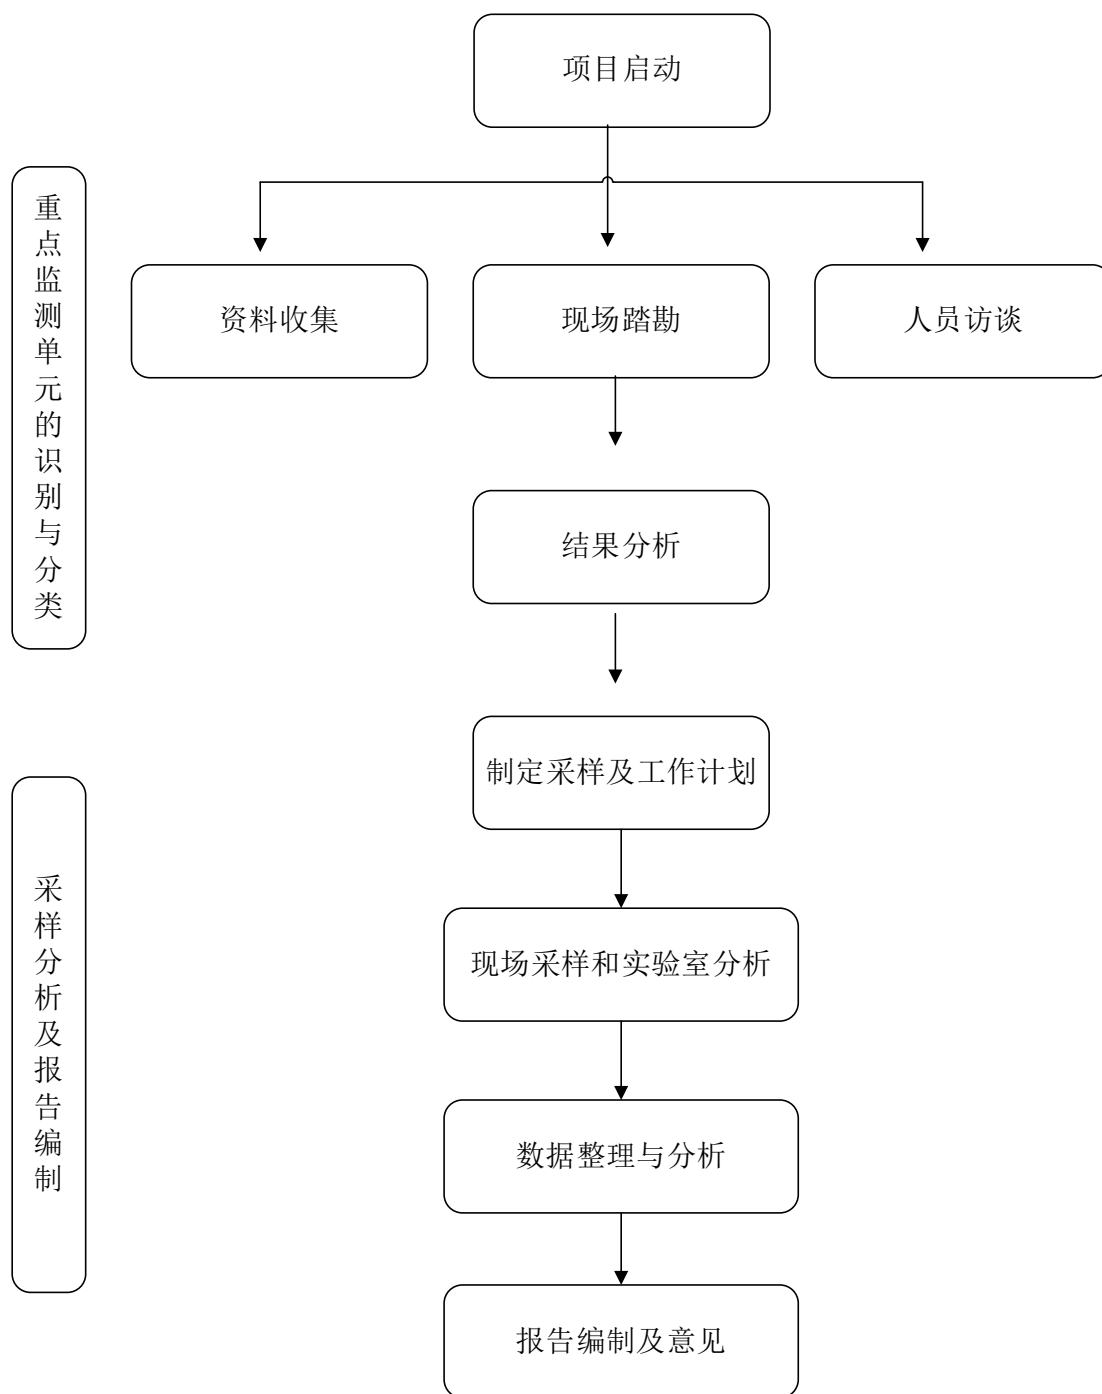 项目启动
重点监测单元的识别与分类
资料收集
现场踏勘
人员访谈
结果分析
制定采样及工作计划
采样分析及报告编制
现场采样和实验室分析
数据整理与分析
报告编制及意见